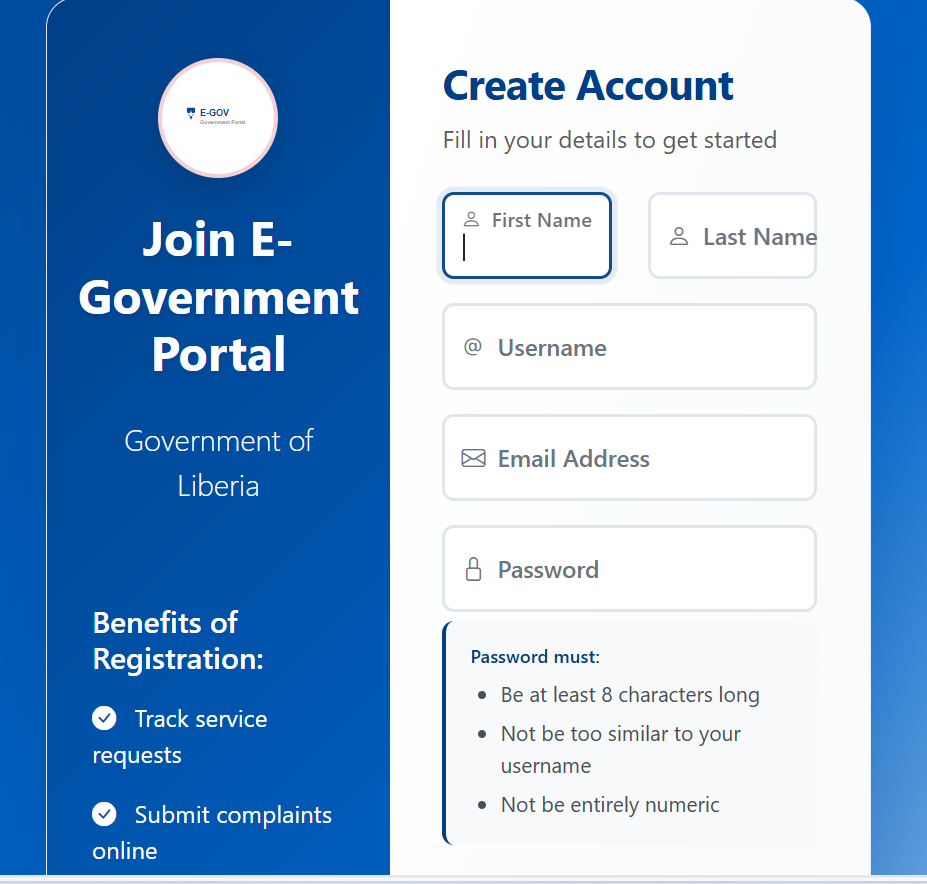 E-GOV
Government Portal
Join E-
Government
Portal
Government of
Liberia
Benefits of
Registration:
Track service
requests
Submit complaints
online
Create Account
Fill in your details to get started
First Name
Last Name
@ Username
Email Address
Password
Password must:
Be at least 8 characters long
Not be too similar to your
username
Not be entirely numeric